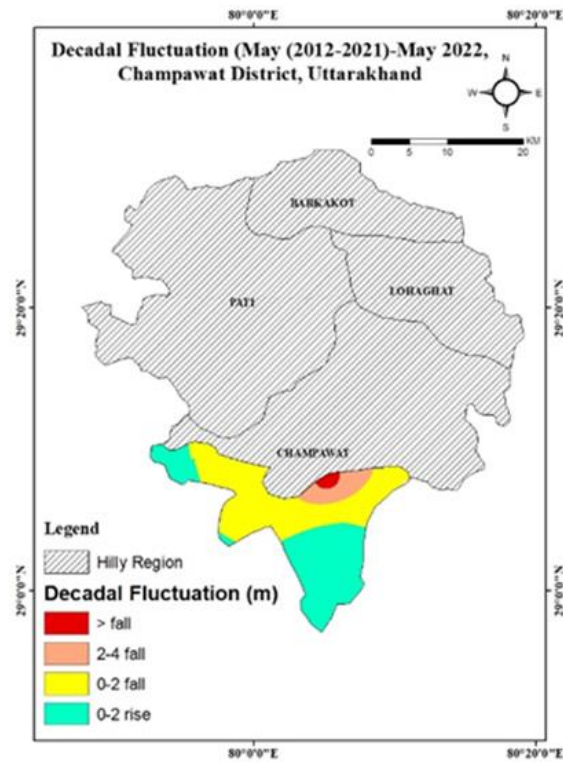 80°0'0"E
80°20'0"E
Decadal Fluctuation (May (2012-2021)-May 2022,
Champawat District, Uttarakhand
N
W
E
S
KM
0
5
10
20
BARKAKOT
LOHAGHAT
29°20'0"N
29°20'0"N
PATI
CHAMPAWAT
Legend
Hilly Region
Decadal Fluctuation (m)
> fall
2-4 fall
0-2 fall
0-2 rise
29°0'0"N
29°0'0"N
80°0'0"E
80°20'0"E